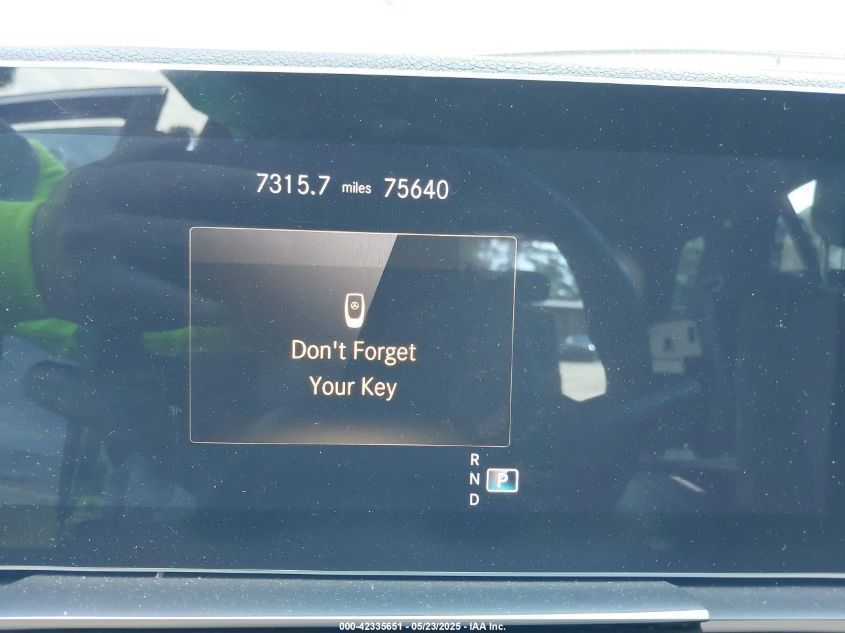 7315.7 miles 75640
Don't Forget
Your Key
R
N P
D
000-42335651 - 05/23/2025 - IAA Inc.